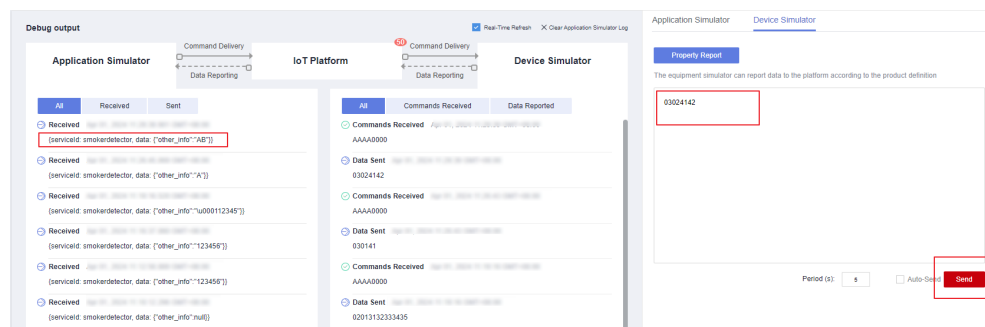 Debug output
Real-Time Refresh
Clear Application Simulator Log
Application Simulator
Command Delivery
Data Reporting
IoT Platform
50
Command Delivery
Data Reporting
Device Simulator
All Received Sent
Received
{serviceId: smokerdetector, data: {"other_info":"AB"}}
Received
{serviceId: smokerdetector, data: {"other_info":"A"}}
Received
{serviceId: smokerdetector, data: {"other_info":"\u000112345"}}
Received
{serviceId: smokerdetector, data: {"other_info":"123456"}}
Received
{serviceId: smokerdetector, data: {"other_info":"123456"}}
Received
{serviceId: smokerdetector, data: {"other_info":null}}
All Commands Received Data Reported
Commands Received
AAAA0000
Data Sent
03024142
Commands Received
AAAA0000
Data Sent
030141
Commands Received
AAAA0000
Data Sent
02013132333435
Application Simulator Device Simulator
Property Report
The equipment simulator can report data to the platform according to the product definition
03024142
Period (s): 5 Auto-Send Send